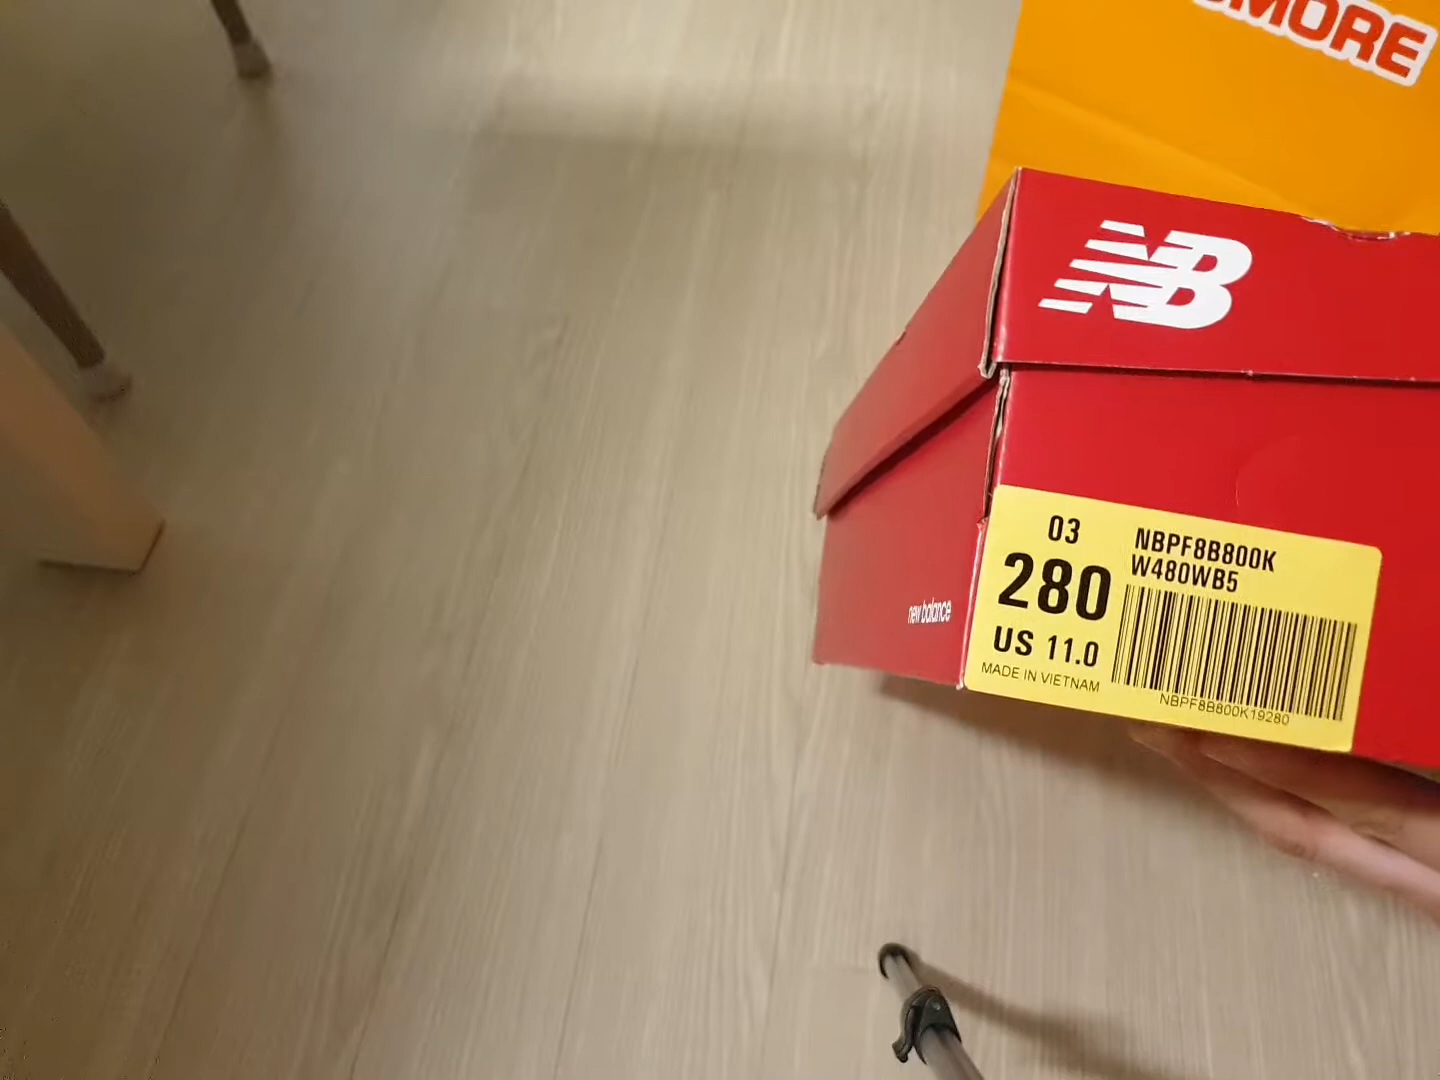 MORE
NB
03
280
US 11.0
MADE IN VIETNAM
NBPF8B800K
W480WB5
NBPF8B800K19280
new balance